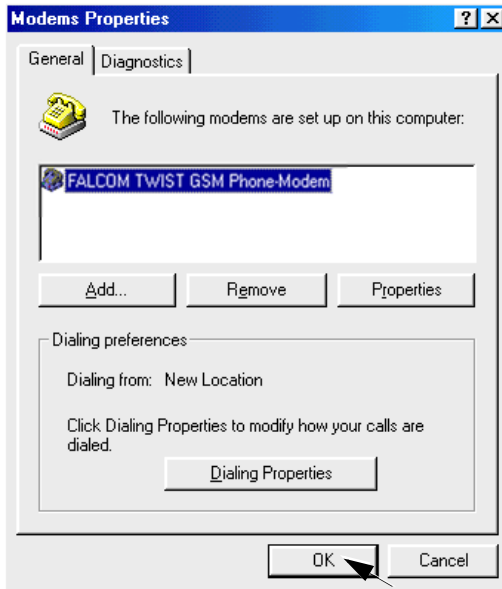 Modems Properties
General Diagnostics
The following modems are set up on this computer:
FALCOM TWIST GSM Phone-Modem
Add... Remove Properties
Dialing preferences
Dialing from: New Location
Click Dialing Properties to modify how your calls are
dialed.
Dialing Properties
OK Cancel